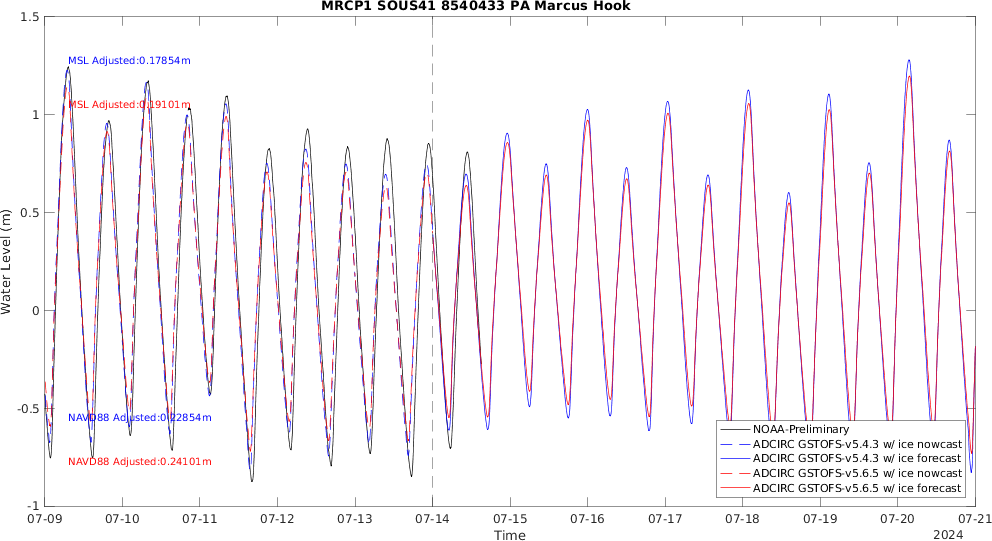 MRCP1 SOUS41 8540433 PA Marcus Hook
1.5
1
0.5
0
-0.5
-1
Water Level (m)
MSL Adjusted:0.17854m
MSL Adjusted:0.19101m
NAVD88 Adjusted:0.22854m
NAVD88 Adjusted:0.24101m
NOAA-Preliminary
ADCIRC GSTOFS-v5.4.3 w/ ice nowcast
ADCIRC GSTOFS-v5.4.3 w/ ice forecast
ADCIRC GSTOFS-v5.6.5 w/ ice nowcast
ADCIRC GSTOFS-v5.6.5 w/ ice forecast
07-09 07-10 07-11 07-12 07-13 07-14 07-15 07-16 07-17 07-18 07-19 07-20 07-21
Time
2024